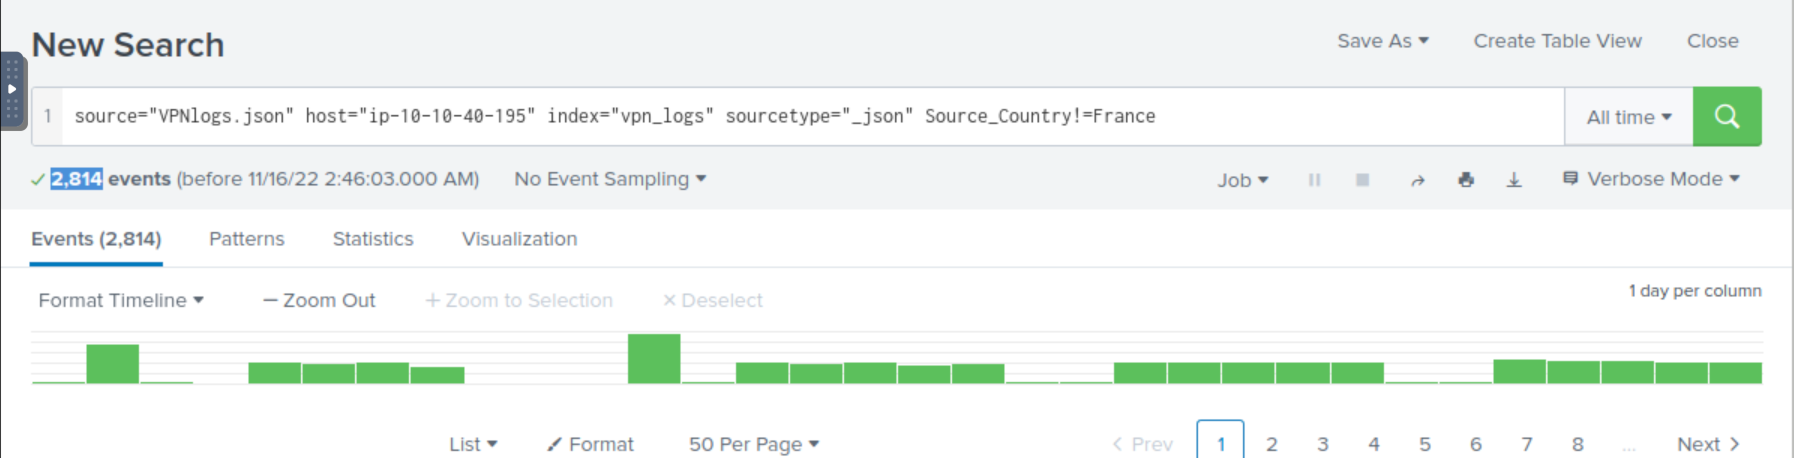 New Search
Save As Create Table View Close
1 source="VPNlogs.json" host="ip-10-10-40-195" index="vpn_logs" sourcetype="_json" Source_Country!=France All time
2,814 events (before 11/16/22 2:46:03.000 AM) No Event Sampling Job Verbose Mode
Events (2,814) Patterns Statistics Visualization
Format Timeline — Zoom Out + Zoom to Selection × Deselect 1 day per column
List Format 50 Per Page < Prev 1 2 3 4 5 6 7 8 ... Next >